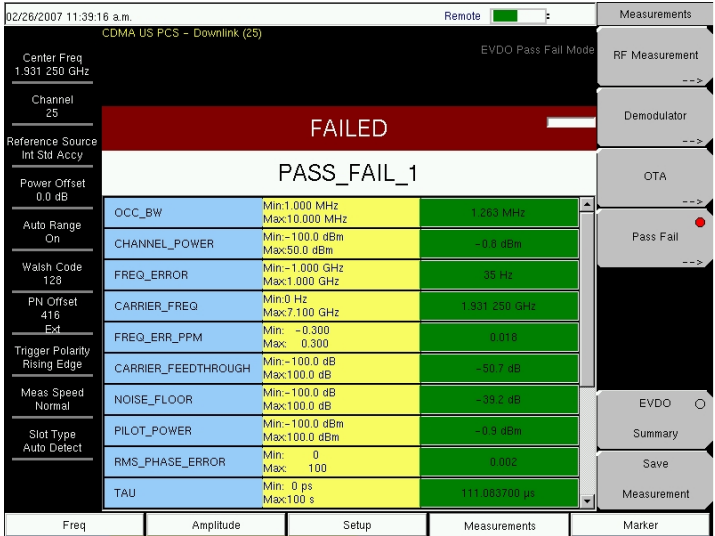 02/26/2007 11:39:16 a.m.
Remote
Measurements
CDMA US PCS - Downlink (25)
EVDO Pass Fail Mode
Center Freq
1.931 250 GHz
Channel
25
Reference Source
Int Std Accy
Power Offset
0.0 dB
Auto Range
On
Walsh Code
128
PN Offset
416
Ext
Trigger Polarity
Rising Edge
Meas Speed
Normal
Slot Type
Auto Detect
FAILED
PASS_FAIL_1
OCC_BW
Min:1.000 MHz
Max:10.000 MHz
1.263 MHz
CHANNEL_POWER
Min:-100.0 dBm
Max:50.0 dBm
-0.8 dBm
FREQ_ERROR
Min:-1.000 GHz
Max:1.000 GHz
35 Hz
CARRIER_FREQ
Min:0 Hz
Max:7.100 GHz
1.931 250 GHz
FREQ_ERR_PPM
Min: -0.300
Max: 0.300
0.018
CARRIER_FEEDTHROUGH
Min:-100.0 dB
Max:100.0 dB
-50.7 dB
NOISE_FLOOR
Min:-100.0 dB
Max:100.0 dB
-39.2 dB
PILOT_POWER
Min:-100.0 dBm
Max:100.0 dBm
-0.9 dBm
RMS_PHASE_ERROR
Min: 0
Max: 100
0.002
TAU
Min: 0 ps
Max:100 s
111.083700 µs
RF Measurement
-->
Demodulator
-->
OTA
-->
Pass Fail
-->
EVDO
Summary
Save
Measurement
Freq
Amplitude
Setup
Measurements
Marker